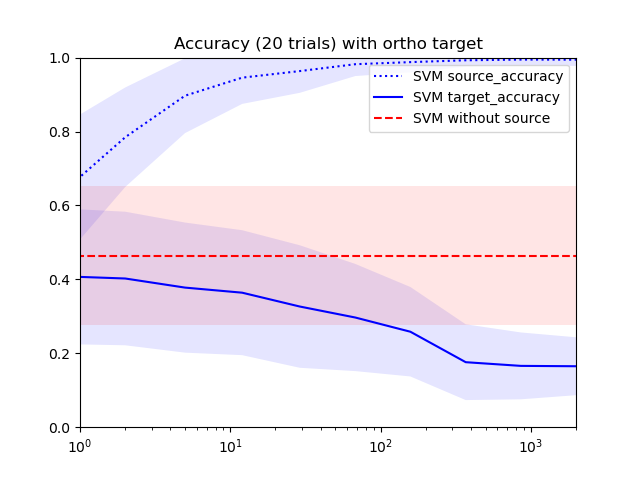 Accuracy (20 trials) with ortho target
1.0
0.8
0.6
0.4
0.2
0.0
SVM source_accuracy
SVM target_accuracy
SVM without source
10⁰ 10¹ 10² 10³